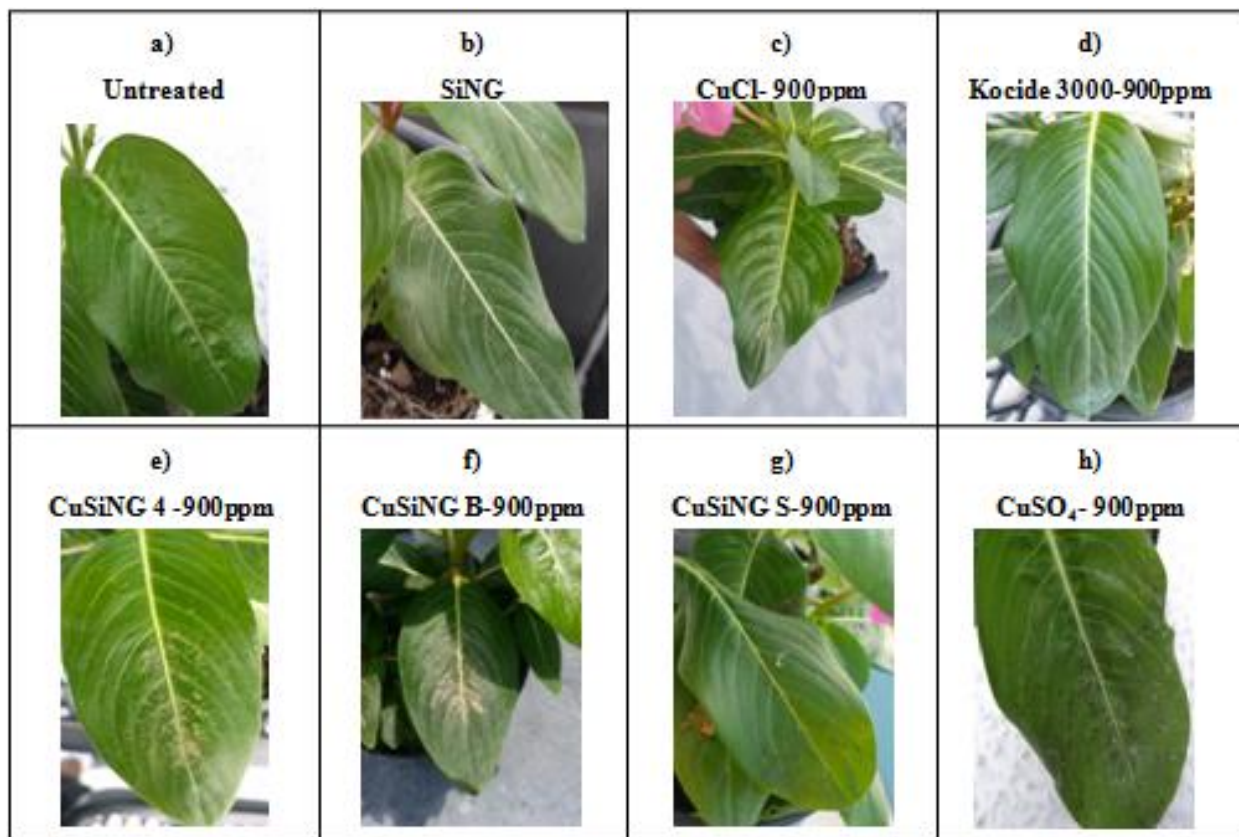 a)
Untreated
b)
SiNG
c)
CuCl- 900ppm
d)
Kocide 3000-900ppm
e)
CuSiNG 4 -900ppm
f)
CuSiNG B-900ppm
g)
CuSiNG S-900ppm
h)
CuSO₄- 900ppm